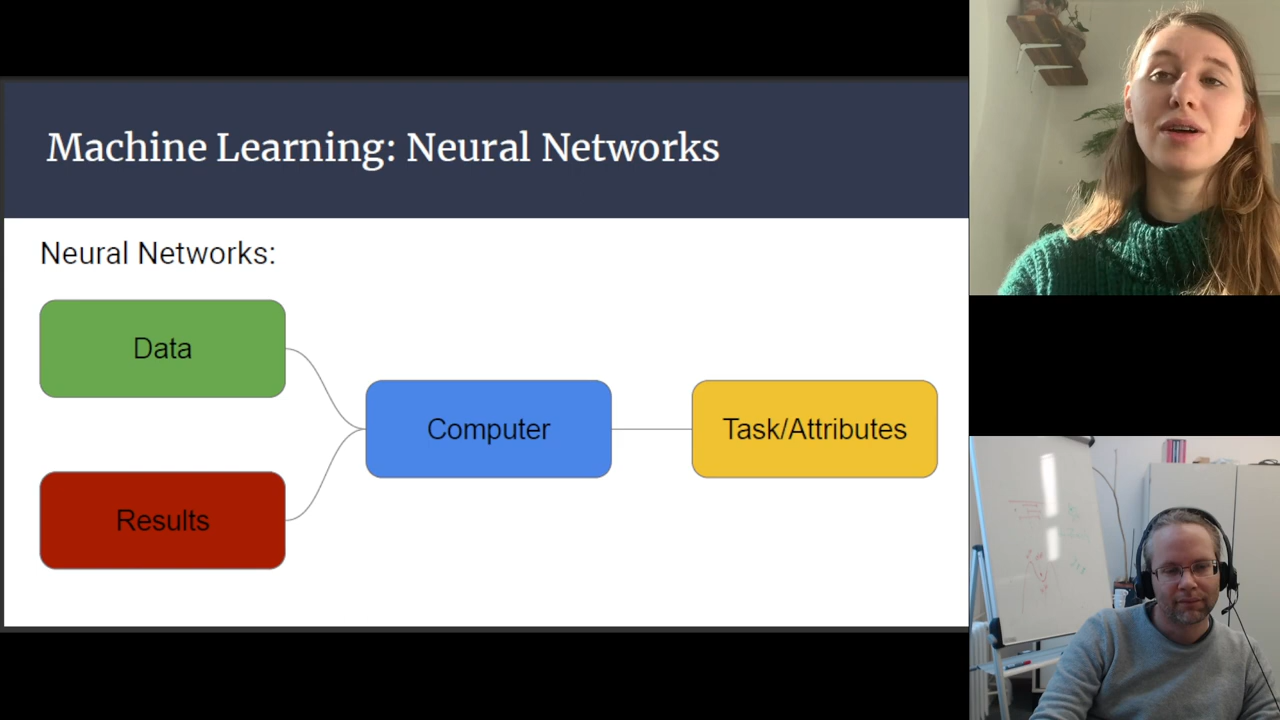 Machine Learning: Neural Networks
Neural Networks:
Data
Computer
Task/Attributes
Results